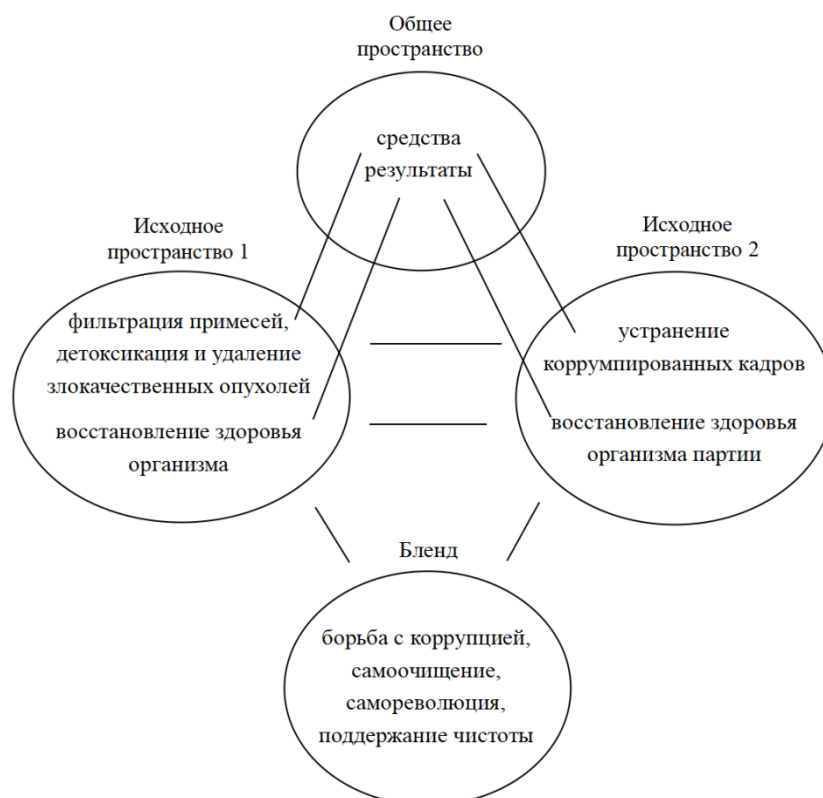 Общее
пространство
средства
результаты
Исходное
пространство 1
фильтрация примесей,
детоксикация и удаление
злокачественных опухолей
восстановление здоровья
организма
Исходное
пространство 2
устранение
коррумпированных кадров
восстановление здоровья
организма партии
Бленд
борьба с коррупцией,
самоочищение,
самореволюция,
поддержание чистоты